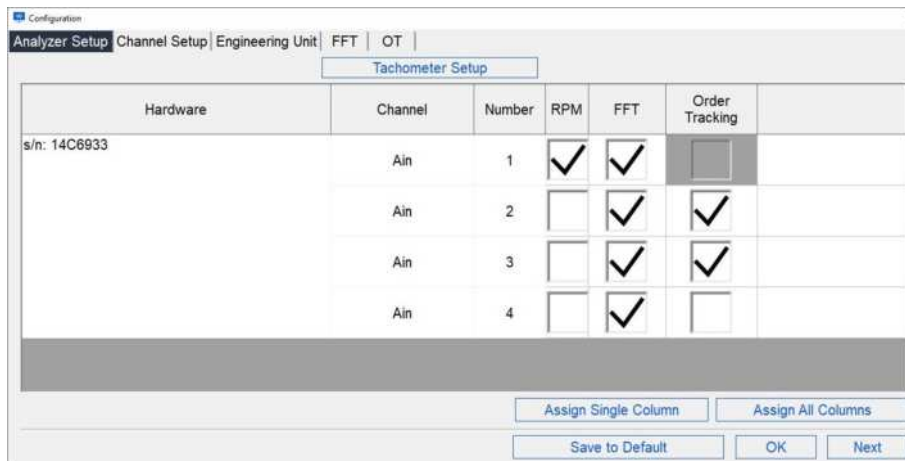 Configuration
Analyzer Setup Channel Setup Engineering Unit FFT OT
Tachometer Setup
Hardware Channel Number RPM FFT Order Tracking
s/n: 14C6933
Ain 1
Ain 2
Ain 3
Ain 4
Assign Single Column Assign All Columns
Save to Default OK Next